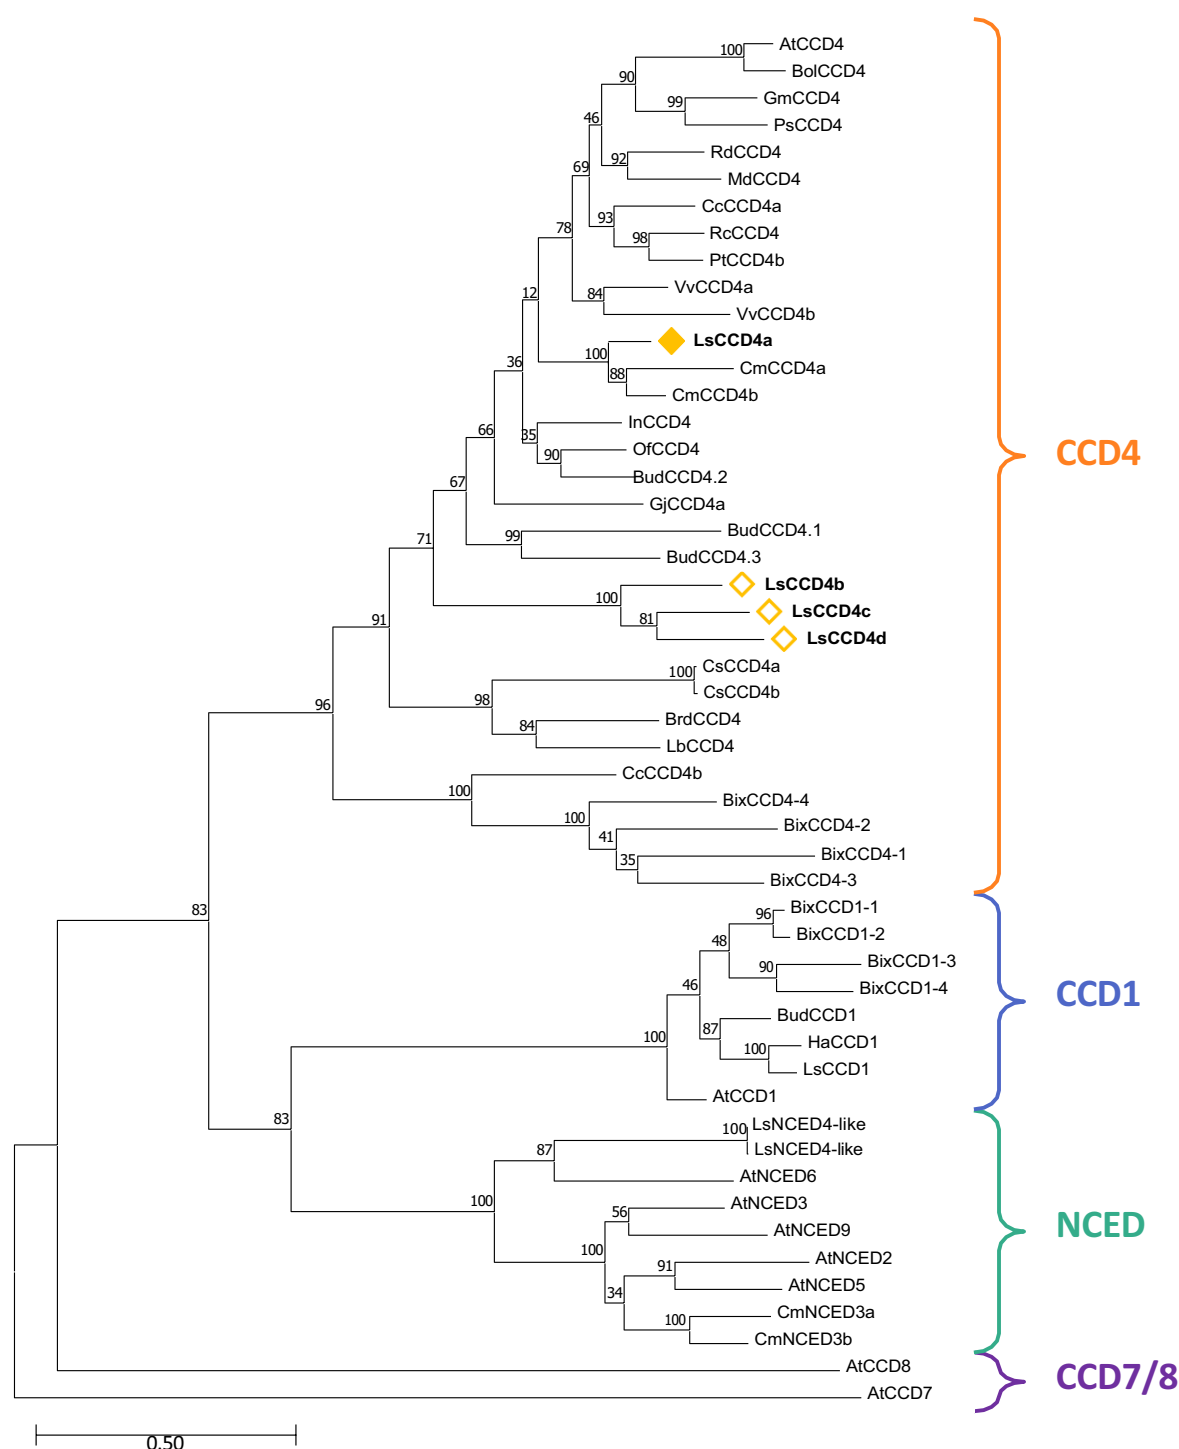 AtCCD4
100
BolCCD4
90
GmCCD4
99
PsCCD4
46
RdCCD4
92
MdCCD4
69
CcCCD4a
93
RcCCD4
98
PtCCD4b
78
VvCCD4a
84
VvCCD4b
12
LsCCD4a
100
CmCCD4a
88
CmCCD4b
36
InCCD4
35
OfCCD4
90
BudCCD4.2
66
GjCCD4a
67
BudCCD4.1
99
BudCCD4.3
71
LsCCD4b
100
LsCCD4c
81
LsCCD4d
91
CsCCD4a
100
CsCCD4b
98
BrdCCD4
84
LbCCD4
96
CcCCD4b
100
BixCCD4-4
100
BixCCD4-2
41
BixCCD4-1
35
BixCCD4-3
CCD4
83
BixCCD1-1
96
BixCCD1-2
48
BixCCD1-3
90
BixCCD1-4
46
BudCCD1
87
HaCCD1
100
LsCCD1
100
AtCCD1
CCD1
83
LsNCED4-like
100
LsNCED4-like
87
AtNCED6
100
AtNCED3
56
AtNCED9
100
AtNCED2
91
AtNCED5
34
CmNCED3a
100
CmNCED3b
NCED
AtCCD8
AtCCD7
CCD7/8
0.50